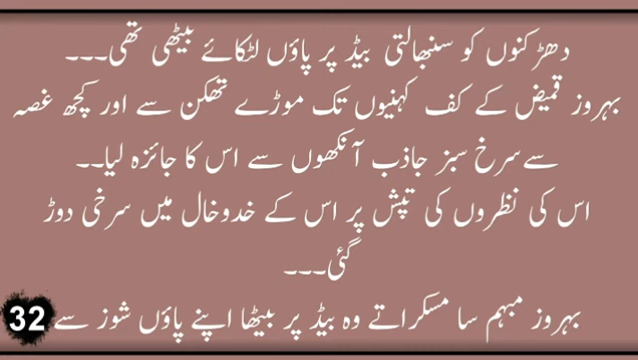 دھڑکنوں کو سنبھالتی بیڈ پر پاؤں لٹکائے بیٹھی تھی۔۔۔
بہروز قمیض کے کف کہنیوں تک موڑے تھکن سے اور کچھ غصہ
سے سرخ سبز جاذب آنکھوں سے اس کا جائزہ لیا۔۔
اس کی نظروں کی تپش پر اس کے خدوخال میں سرخی دوڑ
گئی۔۔۔
بہروز مبہم سا مسکراتے وہ بیڈ پر بیٹھا اپنے پاؤں شوز سے
32